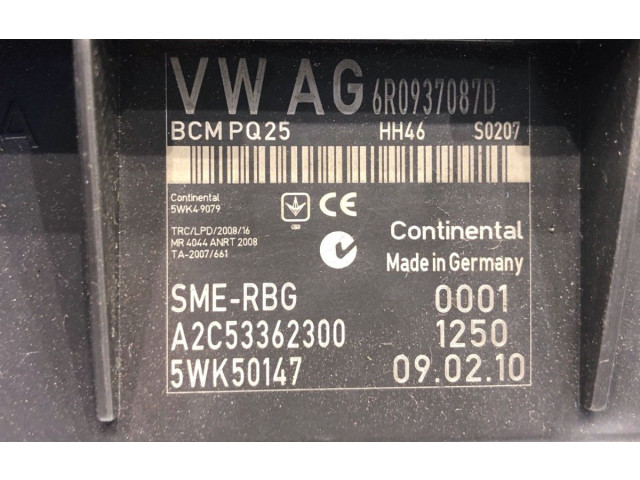 VW AG 6R0937087D
BCM PQ25 HH46 S0207
Continental
5WK49079
TRC/LPD/2008/16
MR 4044 ANRT 2008
TA-2007/661
CE
Continental
Made in Germany
SME-RBG 0001
A2C53362300 1250
5WK50147 09.02.10